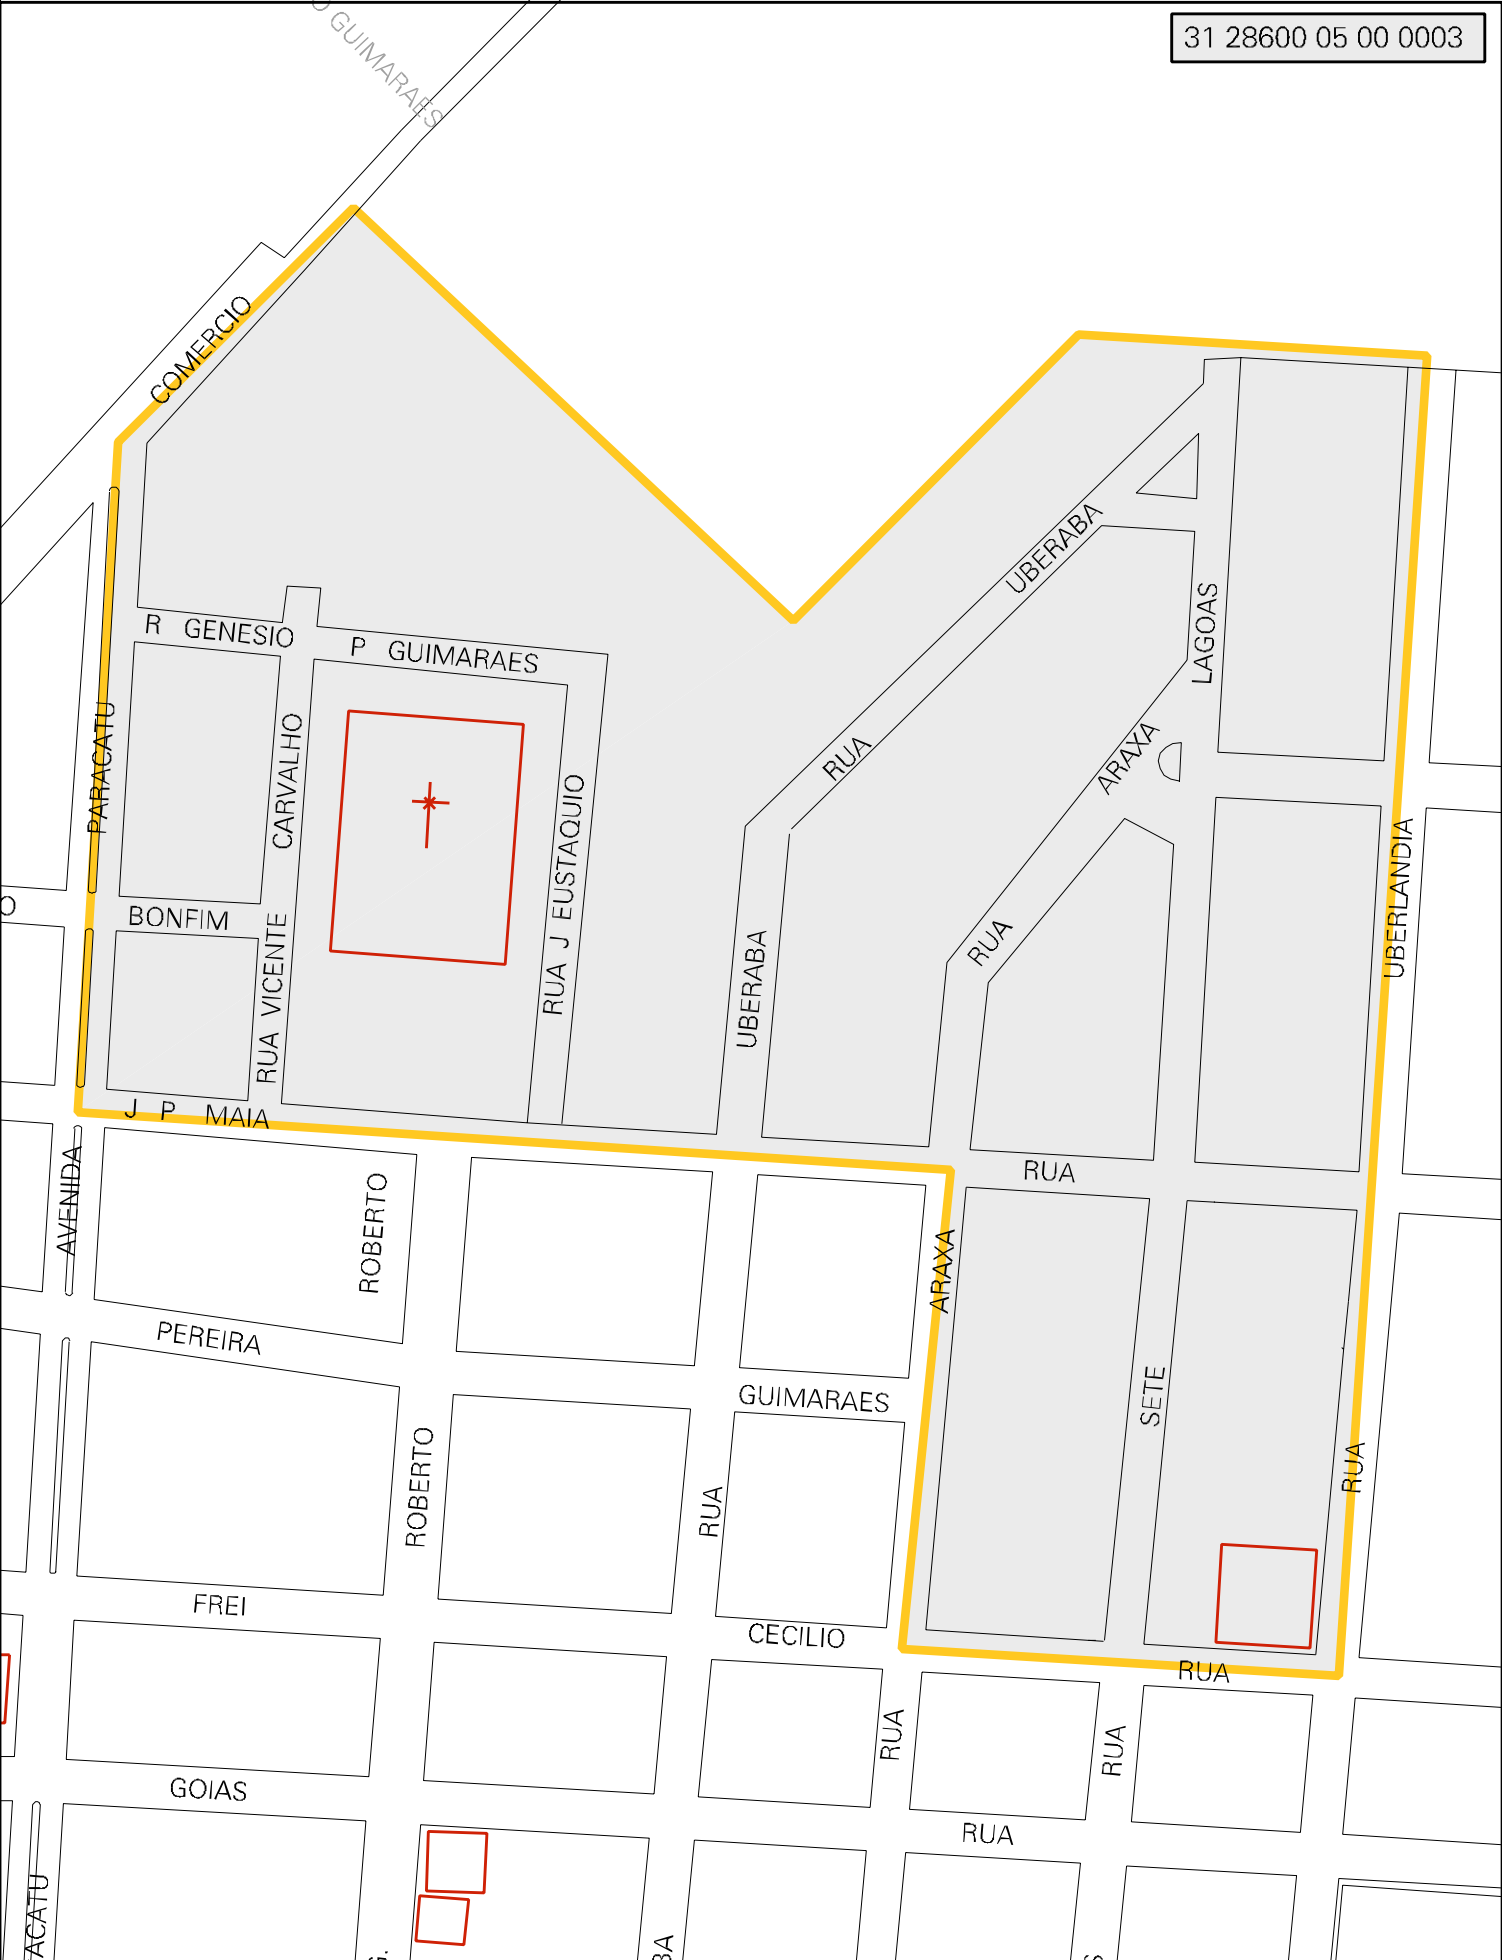 O GUIMARAES
31 28600 05 00 0003
COMERCIO
UBERABA
LAGOAS
R GENESIO
P GUIMARAES
PARACATU
CARVALHO
RUA
ARAXA
RUA J EUSTAQUIO
UBERLANDIA
O
BONFIM
RUA VICENTE
UBERABA
RUA
J P MAIA
AVENIDA
ROBERTO
RUA
ARAXA
PEREIRA
GUIMARAES
SETE
ROBERTO
RUA
RUA
FREI
CECILIO
RUA
RUA
RUA
GOIAS
RUA
ACATU
BA